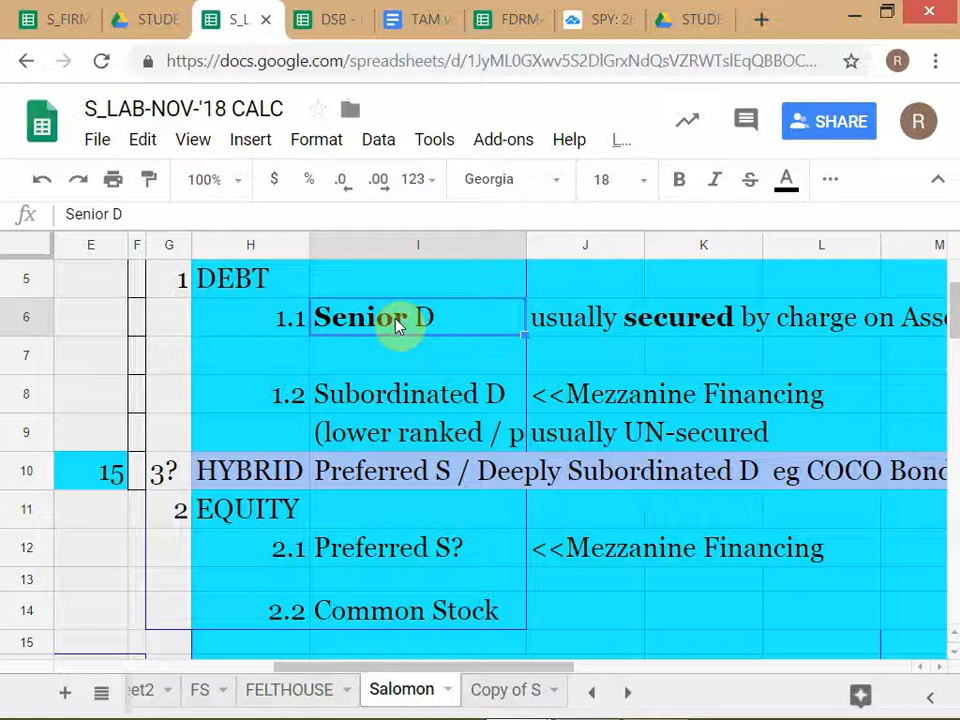 S_FIRM STUDE S_L × DSB - TAM v FDRM- SPY: 26 STUDE +
https://docs.google.com/spreadsheets/d/1JyML0GXwv5S2DlGrxNdQsVZRWTslEqQBBOC... R
S_LAB-NOV-'18 CALC
SHARE R
File Edit View Insert Format Data Tools Add-ons Help L...
100% $ % .0 .00 123 Georgia 18 B I S A ...
fx Senior D
E F G H I J K L M
5 1 DEBT
6 1.1 Senior D usually secured by charge on Asse
7
8 1.2 Subordinated D <<Mezzanine Financing
9 (lower ranked / p usually UN-secured
10 15 3? HYBRID Preferred S / Deeply Subordinated D eg COCO Bond
11 2 EQUITY
12 2.1 Preferred S? <<Mezzanine Financing
13
14 2.2 Common Stock
15
+ eet2 FS FELTHOUSE Salomon Copy of S